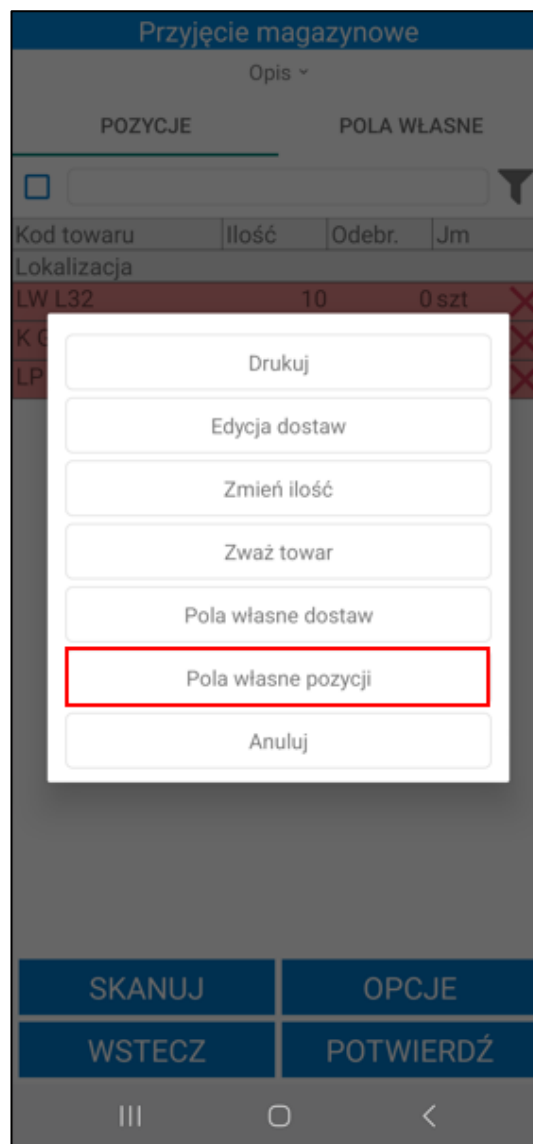 Przyjęcie magazynowe
Opis
POZYCJE POLA WŁASNE
Kod towaru Ilość Odebr. Jm
Lokalizacja
LW L32 10 0 szt
K
LP
Drukuj
Edycja dostaw
Zmień ilość
Zważ towar
Pola własne dostaw
Pola własne pozycji
Anuluj
SKANUJ OPCJE
WSTECZ POTWIERDŹ